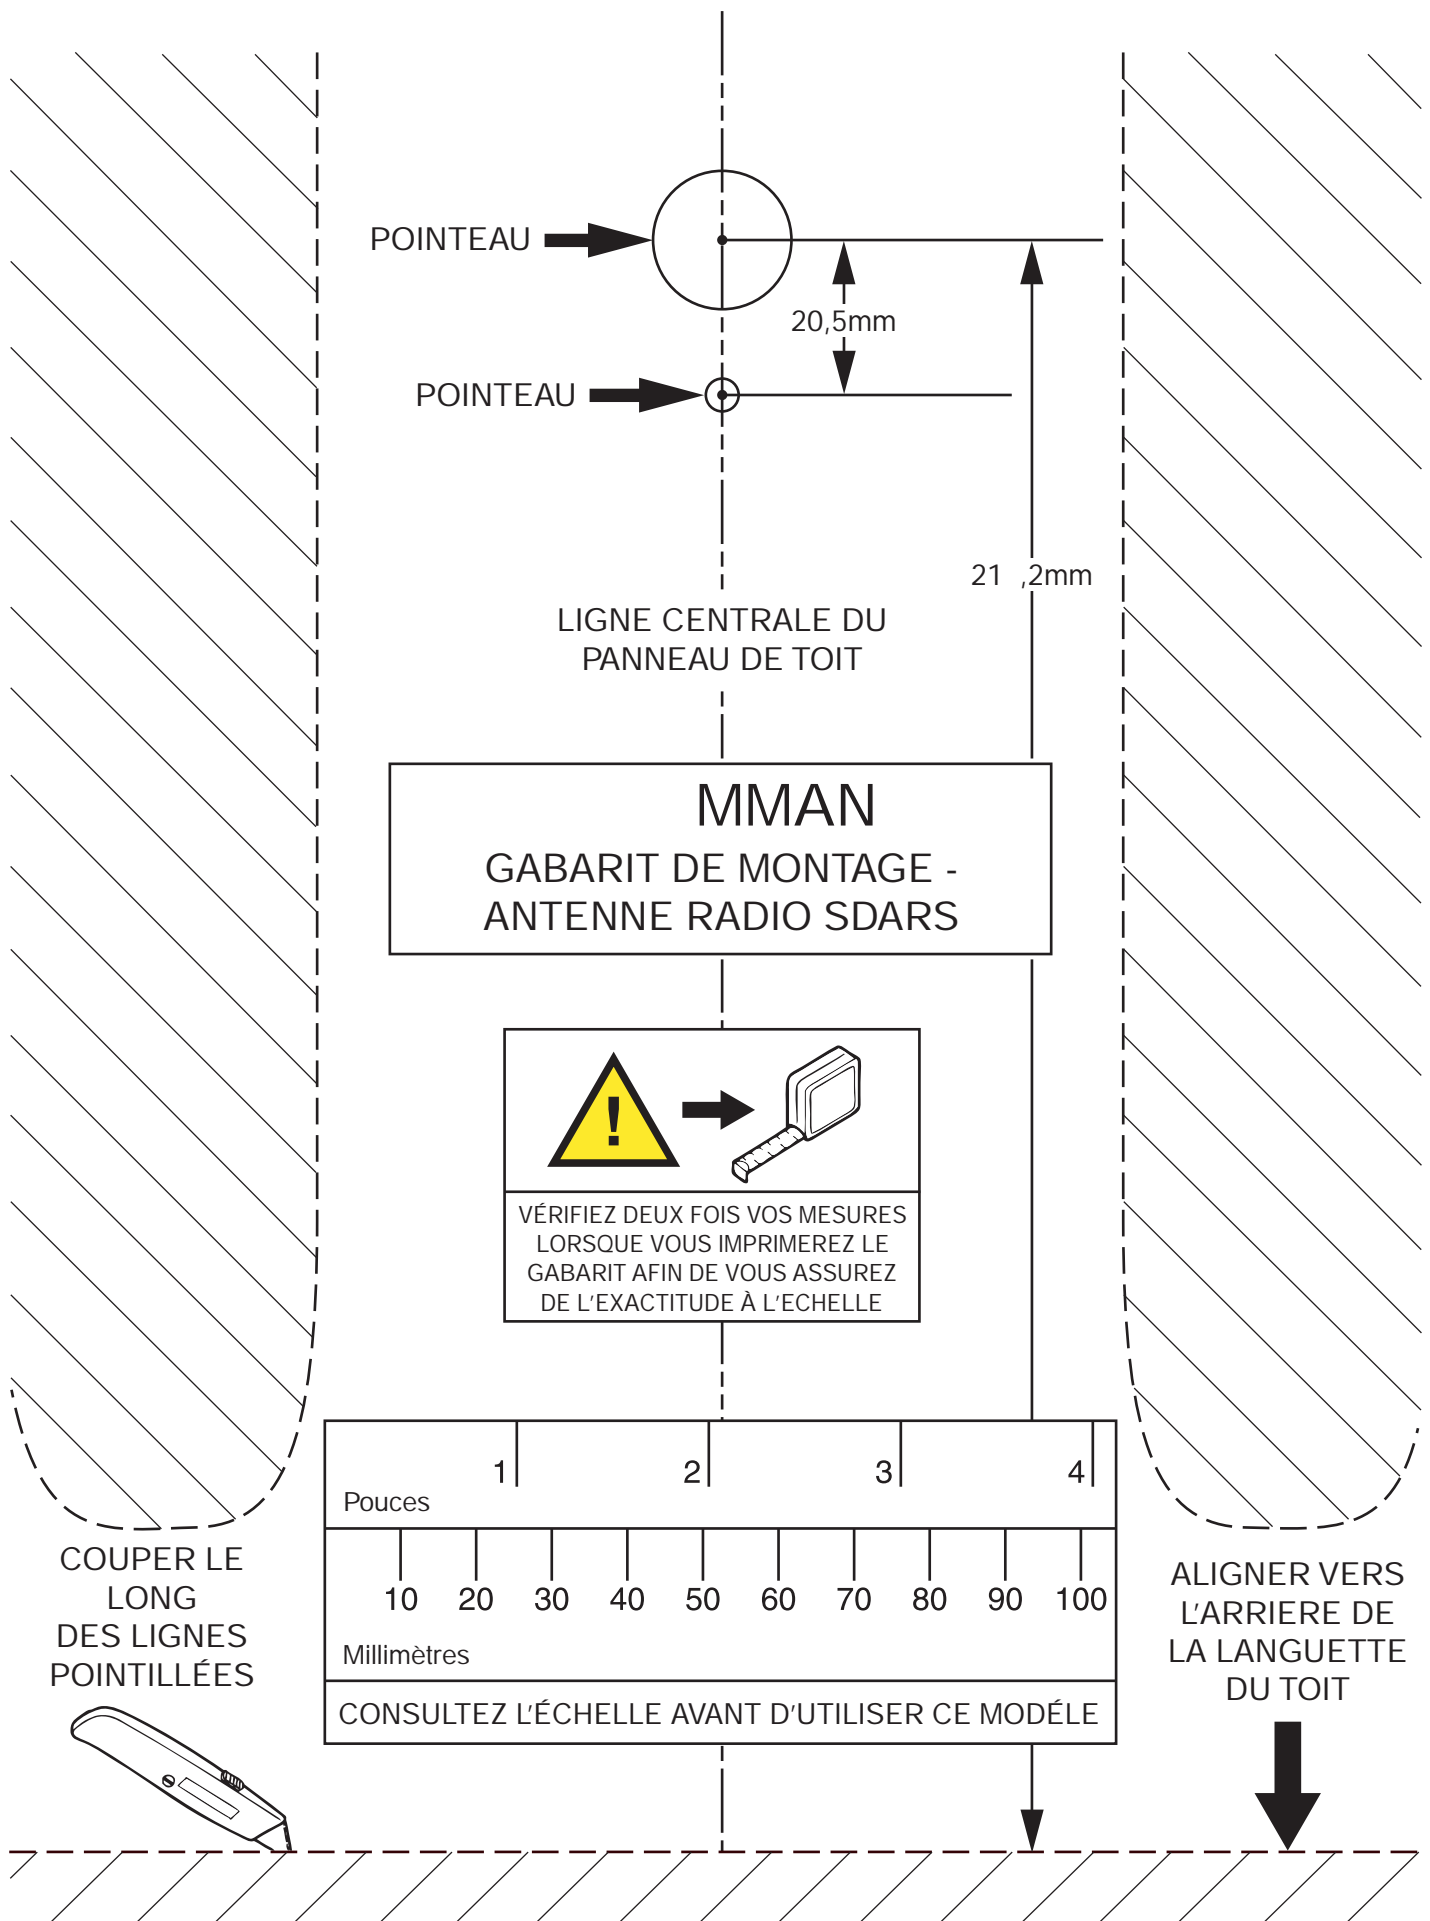 POINTEAU
20,5mm
POINTEAU
21 ,2mm
LIGNE CENTRALE DU
PANNEAU DE TOIT
MMAN
GABARIT DE MONTAGE -
ANTENNE RADIO SDARS
!
VÉRIFIEZ DEUX FOIS VOS MESURES
LORSQUE VOUS IMPRIMEREZ LE
GABARIT AFIN DE VOUS ASSUREZ
DE L'EXACTITUDE À L'ECHELLE
1 2 3 4
Pouces
10 20 30 40 50 60 70 80 90 100
Millimètres
CONSULTEZ L'ÉCHELLE AVANT D'UTILISER CE MODÉLE
COUPER LE
LONG
DES LIGNES
POINTILLÉES
ALIGNER VERS
L'ARRIERE DE
LA LANGUETTE
DU TOIT